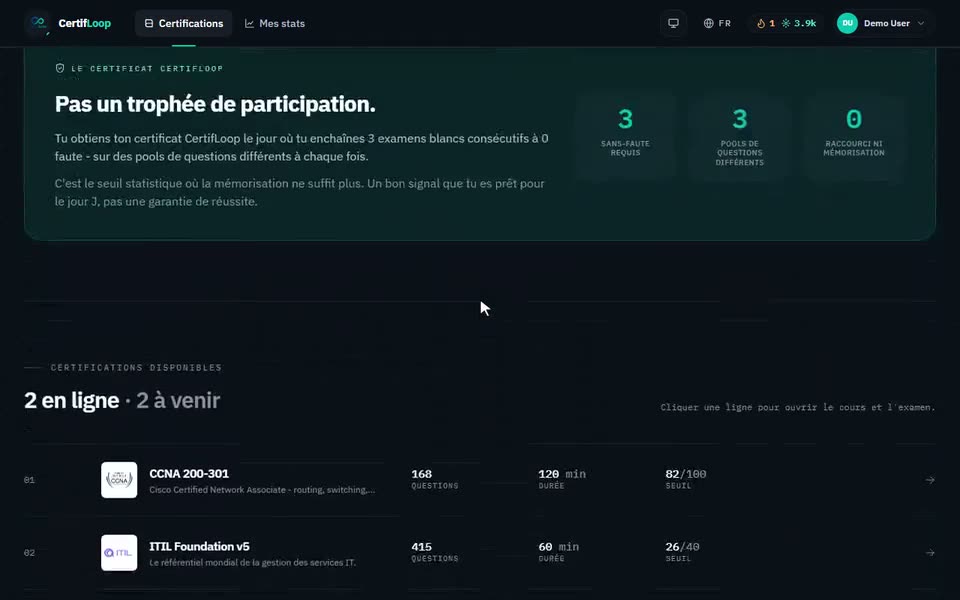 CertifLoop
Certifications
Mes stats
FR
1
3.9k
DU
Demo User
LE CERTIFICAT CERTIFLOOP
Pas un trophée de participation.
Tu obtiens ton certificat CertifLoop le jour où tu enchaînes 3 examens blancs consécutifs à 0
faute - sur des pools de questions différents à chaque fois.
C'est le seuil statistique où la mémorisation ne suffit plus. Un bon signal que tu es prêt pour
le jour J, pas une garantie de réussite.
3
SANS-FAUTE
REQUIS
3
POOLS DE
QUESTIONS
DIFFÉRENTS
0
RACCOURCI NI
MÉMORISATION
CERTIFICATIONS DISPONIBLES
2 en ligne · 2 à venir
Cliquer une ligne pour ouvrir le cours et l'examen.
01
CCNA
CCNA 200-301
Cisco Certified Network Associate - routing, switching,...
168
QUESTIONS
120 min
DURÉE
82/100
SEUIL
02
ITIL
ITIL Foundation v5
Le référentiel mondial de la gestion des services IT.
415
QUESTIONS
60 min
DURÉE
26/40
SEUIL